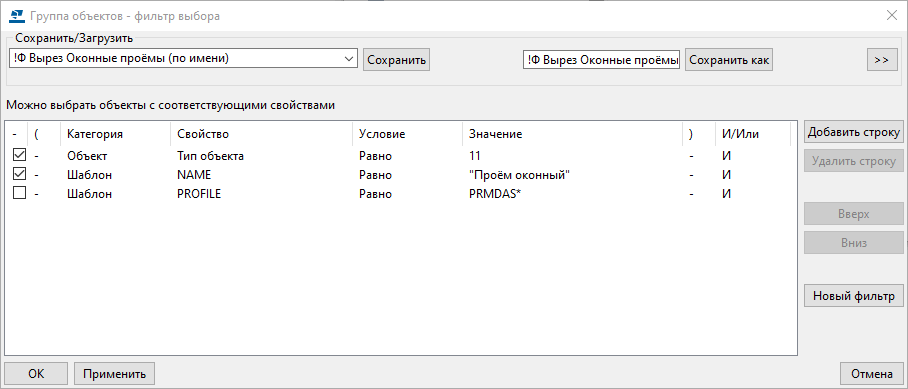 Группа объектов - фильтр выбора
Сохранить/Загрузить
!Ф Вырез Оконные проёмы (по имени) Сохранить !Ф Вырез Оконные проёмы Сохранить как >>
Можно выбрать объекты с соответствующими свойствами
- ( Категория Свойство Условие Значение ) И/Или
- Объект Тип объекта Равно 11 - И
- Шаблон NAME Равно "Проём оконный" - И
- Шаблон PROFILE Равно PRMDAS* - И
Добавить строку
Удалить строку
Вверх
Вниз
Новый фильтр
ОК Применить Отмена